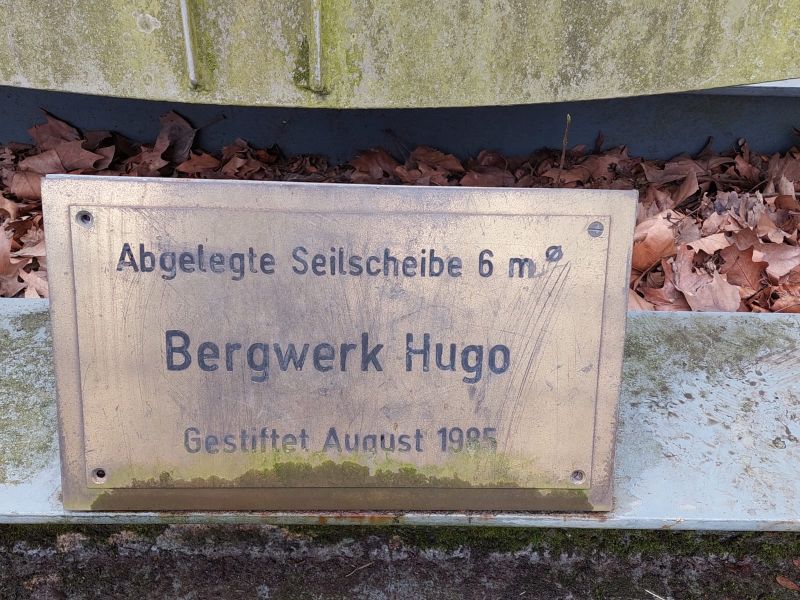 Abgelegte Seilscheibe 6 m ø
Bergwerk Hugo
Gestiftet August 1985